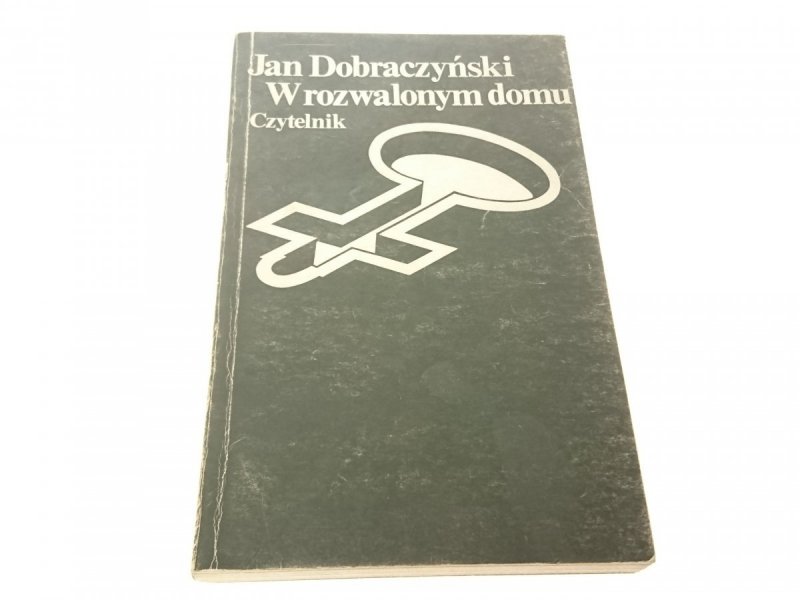 Jan Dobraczyński
W rozwalonym domu
Czytelnik